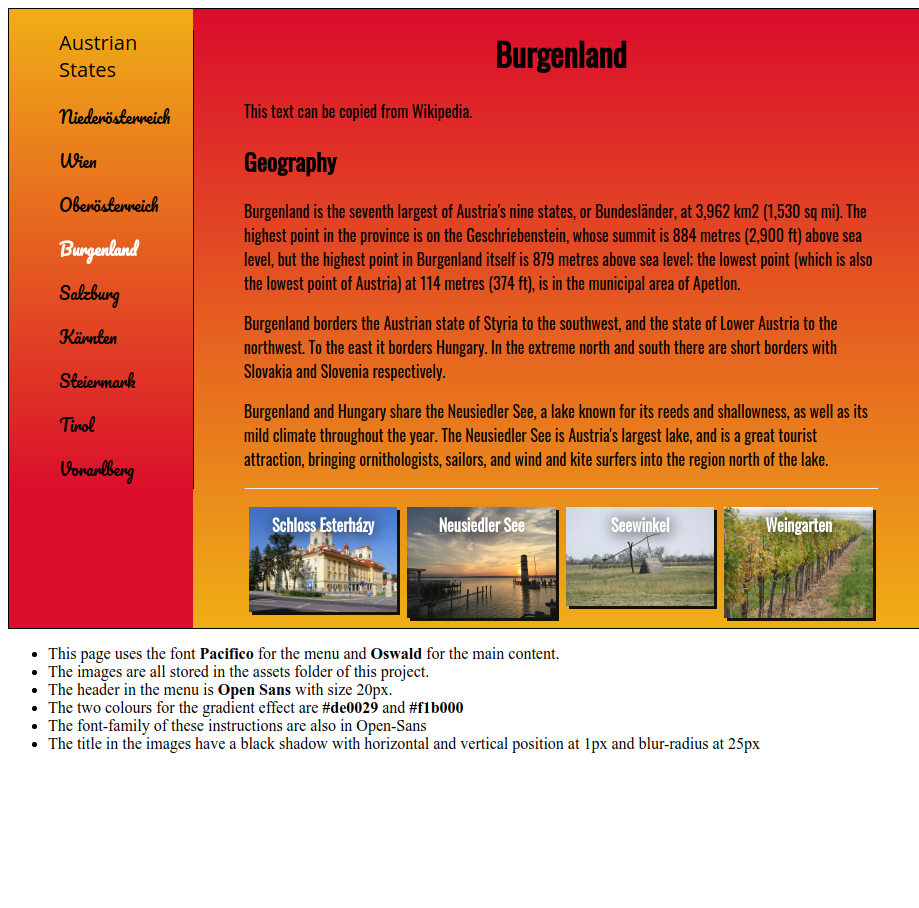 Austrian
States
Niederösterreich
Wien
Oberösterreich
Burgenland
Salzburg
Kärnten
Steiermark
Tirol
Vorarlberg
Burgenland
This text can be copied from Wikipedia.
Geography
Burgenland is the seventh largest of Austria's nine states, or Bundesländer, at 3,962 km2 (1,530 sq mi). The
highest point in the province is on the Geschriebenstein, whose summit is 884 metres (2,900 ft) above sea
level, but the highest point in Burgenland itself is 879 metres above sea level; the lowest point (which is also
the lowest point of Austria) at 114 metres (374 ft), is in the municipal area of Apetlon.
Burgenland borders the Austrian state of Styria to the southwest, and the state of Lower Austria to the
northwest. To the east it borders Hungary. In the extreme north and south there are short borders with
Slovakia and Slovenia respectively.
Burgenland and Hungary share the Neusiedler See, a lake known for its reeds and shallowness, as well as its
mild climate throughout the year. The Neusiedler See is Austria's largest lake, and is a great tourist
attraction, bringing ornithologists, sailors, and wind and kite surfers into the region north of the lake.
Schloss Esterházy
Neusiedler See
Seewinkel
Weingarten
This page uses the font Pacifico for the menu and Oswald for the main content.
The images are all stored in the assets folder of this project.
The header in the menu is Open Sans with size 20px.
The two colours for the gradient effect are #de0029 and #f1b000
The font-family of these instructions are also in Open-Sans
The title in the images have a black shadow with horizontal and vertical position at 1px and blur-radius at 25px